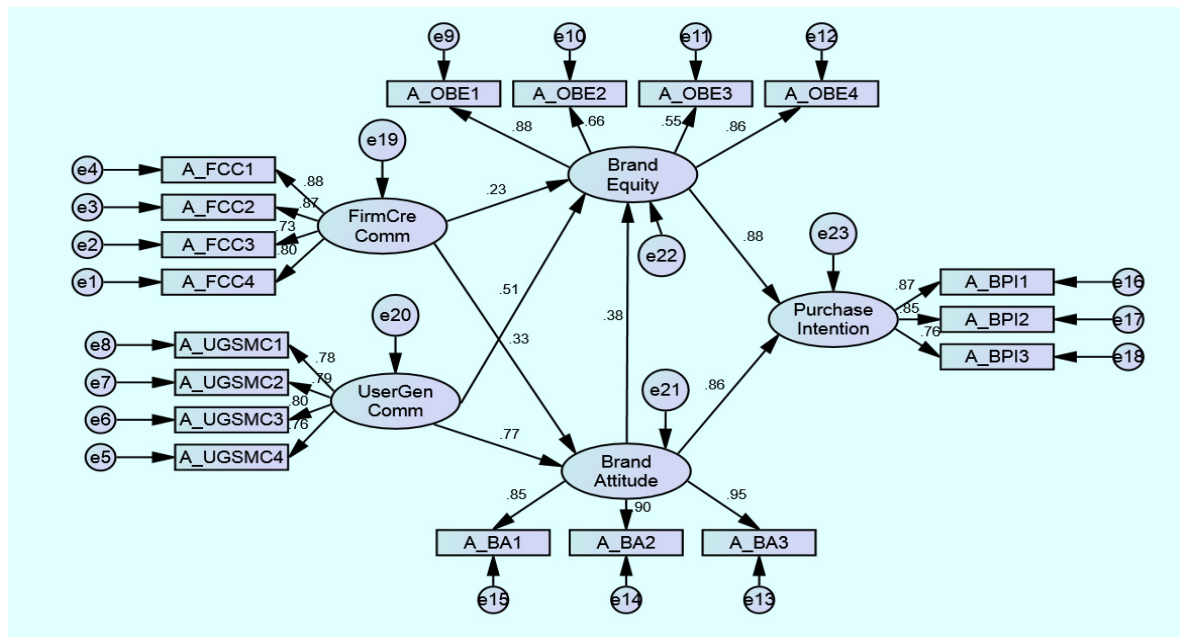 e9
e10
e11
e12
A_OBE1
A_OBE2
A_OBE3
A_OBE4
.88
.66
.55
.86
e19
e4
A_FCC1
e3
A_FCC2
e2
A_FCC3
e1
A_FCC4
.88
.87
.73
.80
FirmCre
Comm
.23
Brand
Equity
e22
.88
e23
.51
.33
.38
e20
e8
A_UGSMC1
e7
A_UGSMC2
e6
A_UGSMC3
e5
A_UGSMC4
.78
.79
.80
.76
UserGen
Comm
.77
e21
.86
Purchase
Intention
.87
.85
.76
A_BPI1
e16
A_BPI2
e17
A_BPI3
e18
Brand
Attitude
.85
.90
.95
A_BA1
A_BA2
A_BA3
e15
e14
e13